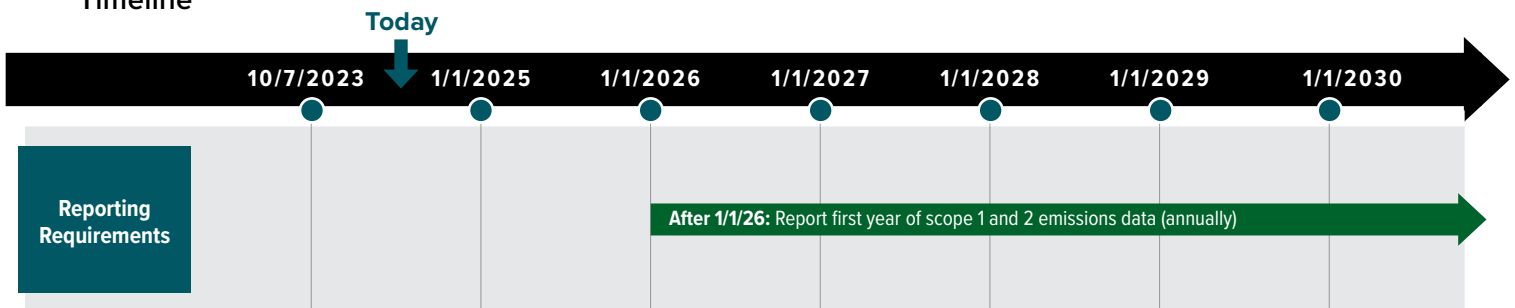 Timeline
Today
10/7/2023 1/1/2025 1/1/2026 1/1/2027 1/1/2028 1/1/2029 1/1/2030
Reporting
Requirements
After 1/1/26: Report first year of scope 1 and 2 emissions data (annually)